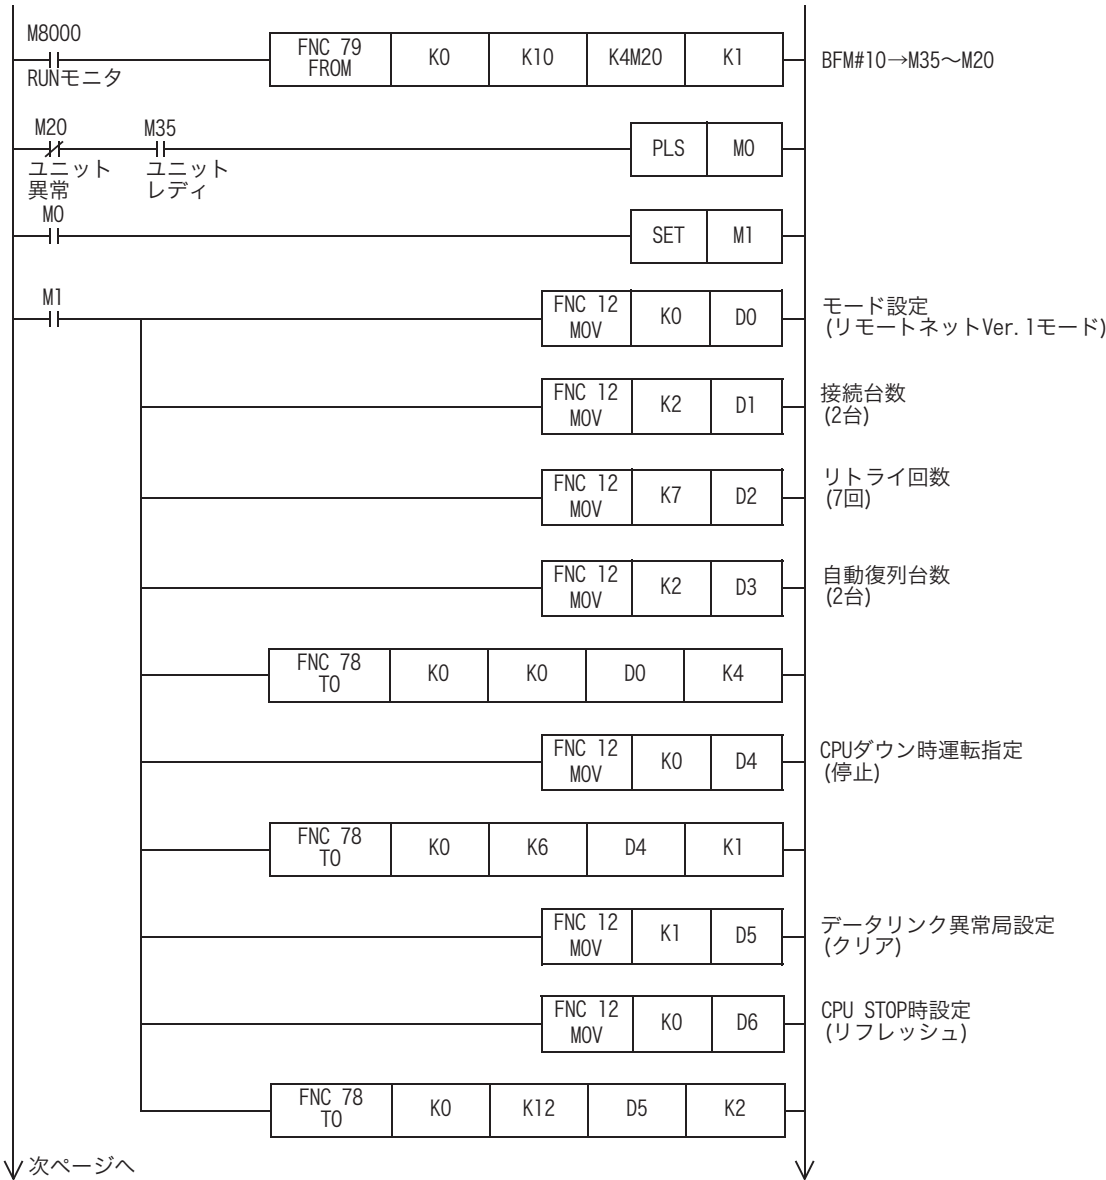 M8000
RUNモニタ
FNC 79
FROM
K0
K10
K4M20
K1
BFM#10→M35～M20
M20
ユニット
異常
M35
ユニット
レディ
PLS
M0
M0
SET
M1
M1
FNC 12
MOV
K0
D0
モード設定
(リモートネットVer.1モード)
FNC 12
MOV
K2
D1
接続台数
(2台)
FNC 12
MOV
K7
D2
リトライ回数
(7回)
FNC 12
MOV
K2
D3
自動復列台数
(2台)
FNC 78
TO
K0
K0
D0
K4
FNC 12
MOV
K0
D4
CPUダウン時運転指定
(停止)
FNC 78
TO
K0
K6
D4
K1
FNC 12
MOV
K1
D5
データリンク異常局設定
(クリア)
FNC 12
MOV
K0
D6
CPU STOP時設定
(リフレッシュ)
FNC 78
TO
K0
K12
D5
K2
次ページへ